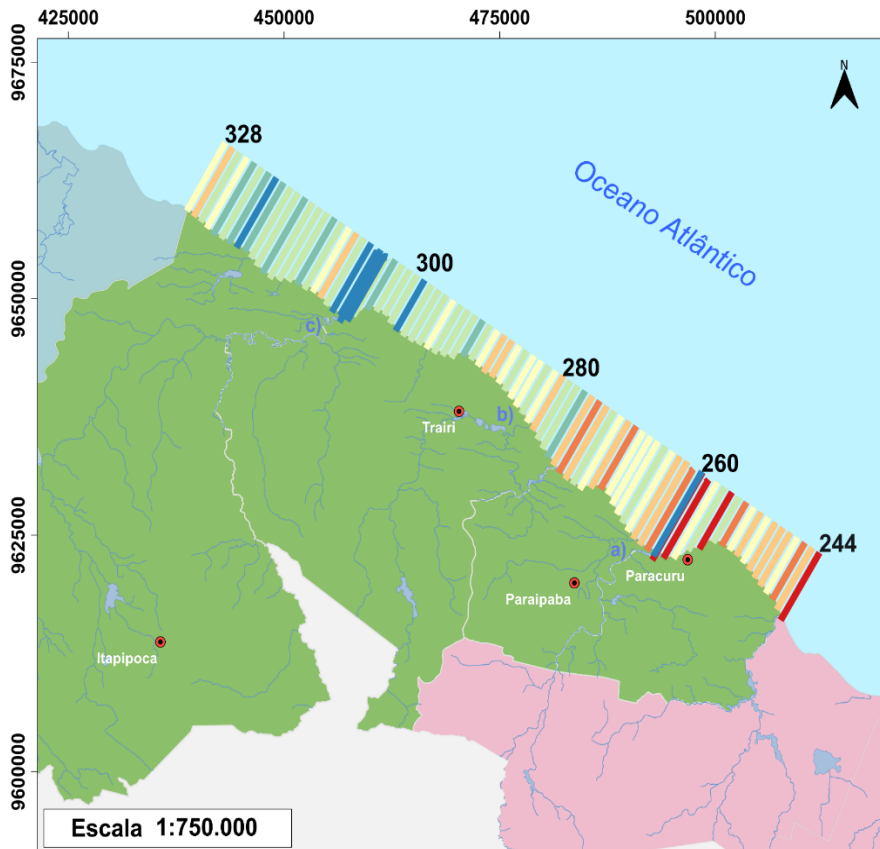 425000 450000 475000 500000
9675000
N
328
Oceano Atlântico
300
9650000
c)
280
Trairi
b)
260
9625000
244
a)
Paracuru
Paraipaba
Itapipoca
9600000
Escala 1:750.000